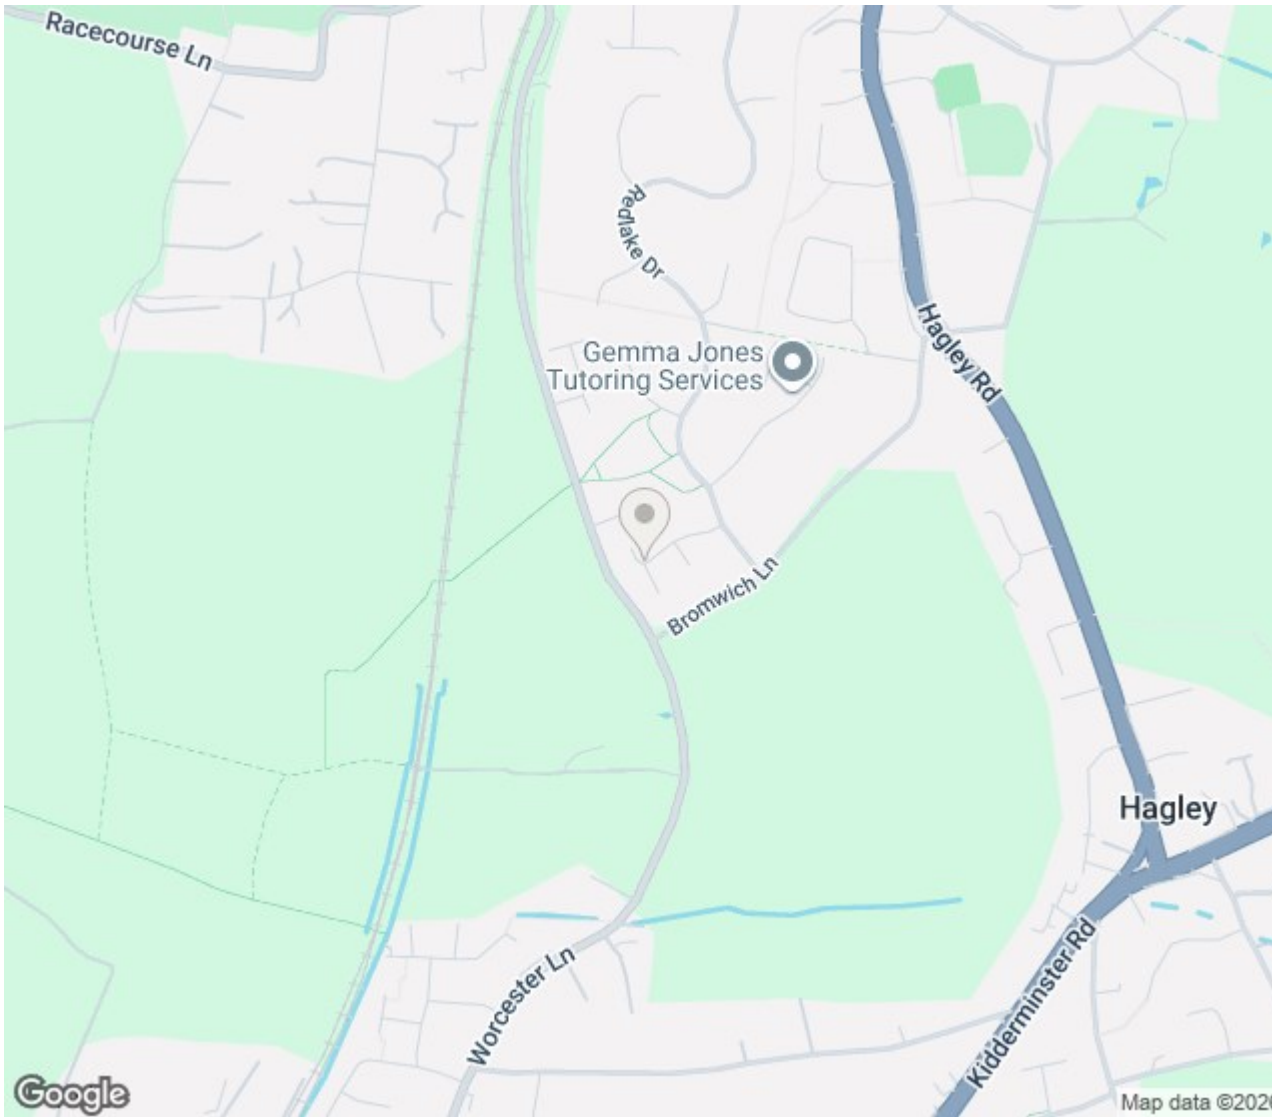 Racecourse Ln
Redlake Dr
Hagley Rd
Gemma Jones
Tutoring Services
Bromwich Ln
Hagley
Worcester Ln
Kidderminster Rd
Google
Map data ©2026